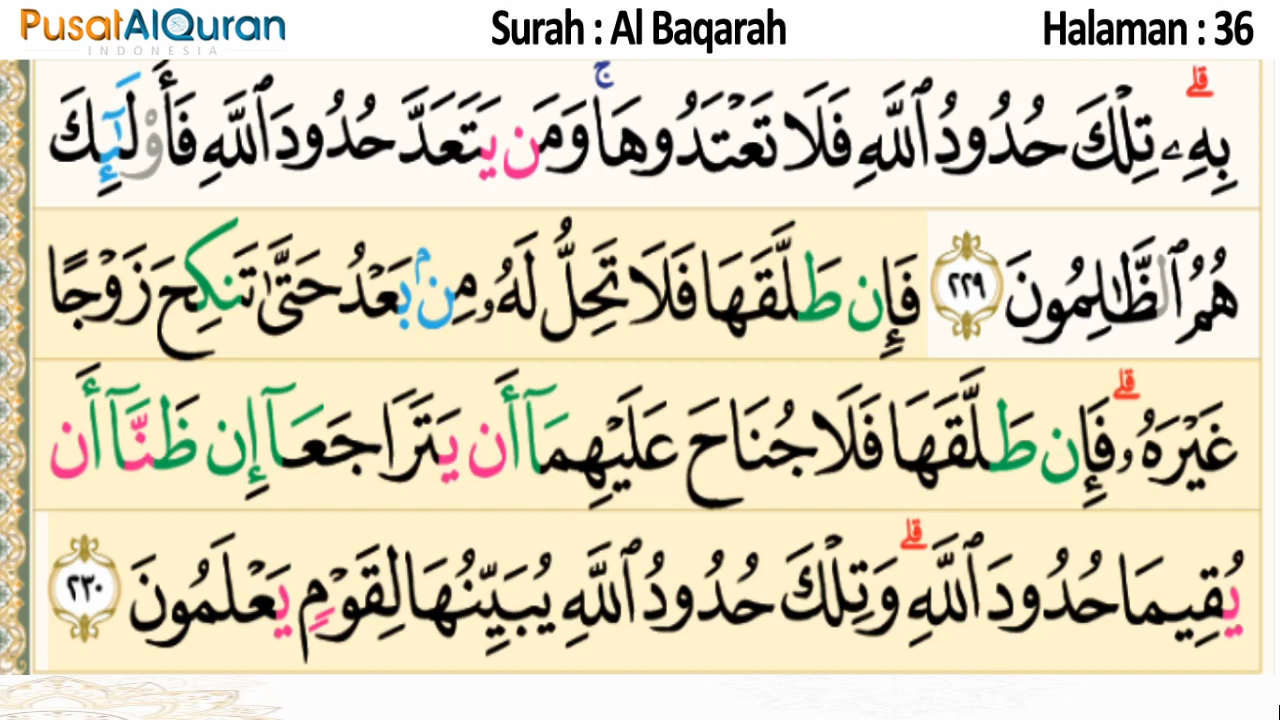 PusatAlQuran
INDONESIA
Surah : Al Baqarah
Halaman : 36
بِهِۦ ۗ تِلْكَ حُدُودُ ٱللَّهِ فَلَا تَعْتَدُوهَا ۚ وَمَن يَتَعَدَّ حُدُودَ ٱللَّهِ فَأُو۟لَـٰٓئِكَ
هُمُ ٱلظَّـٰلِمُونَ ٢٢٩ فَإِن طَلَّقَهَا فَلَا تَحِلُّ لَهُۥ مِنۢ بَعْدُ حَتَّىٰ تَنكِحَ زَوْجًا
غَيْرَهُۥ ۗ فَإِن طَلَّقَهَا فَلَا جُنَاحَ عَلَيْهِمَآ أَن يَتَرَاجَعَآ إِن ظَنَّآ أَن
يُقِيمَا حُدُودَ ٱللَّهِ ۗ وَتِلْكَ حُدُودُ ٱللَّهِ يُبَيِّنُهَا لِقَوْمٍ يَعْلَمُونَ ٢٣٠